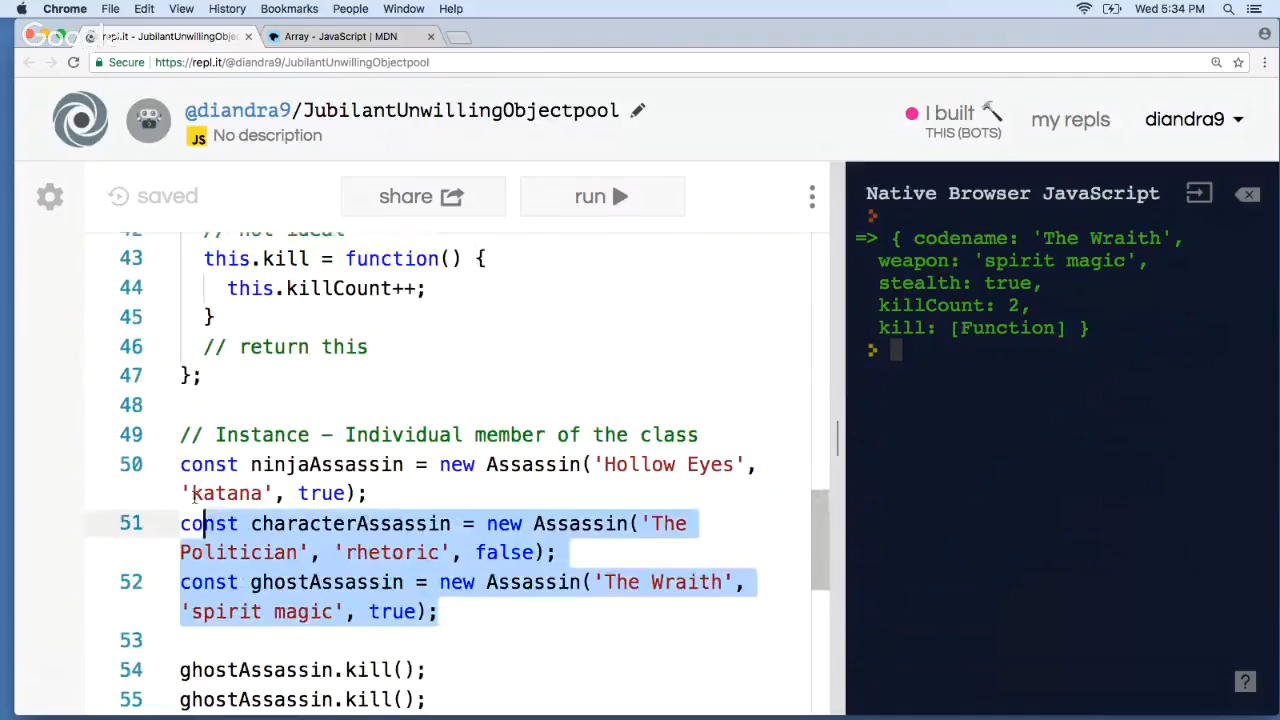 Chrome File Edit View History Bookmarks People Window Help Wed 5:34 PM
repl.it - JubilantUnwillingObjec × Array - JavaScript | MDN ×
Secure https://repl.it/@diandra9/JubilantUnwillingObjectpool
@diandra9/JubilantUnwillingObjectpool
JS No description
I built
THIS (BOTS)
my repls
diandra9
saved
share
run
Native Browser JavaScript
42 // not ideal
43 this.kill = function() {
44 this.killCount++;
45 }
46 // return this
47 };
48
49 // Instance – Individual member of the class
50 const ninjaAssassin = new Assassin('Hollow Eyes',
'katana', true);
51 const characterAssassin = new Assassin('The
Politician', 'rhetoric', false);
52 const ghostAssassin = new Assassin('The Wraith',
'spirit magic', true);
53
54 ghostAssassin.kill();
55 ghostAssassin.kill();
=> { codename: 'The Wraith',
weapon: 'spirit magic',
stealth: true,
killCount: 2,
kill: [Function] }
?